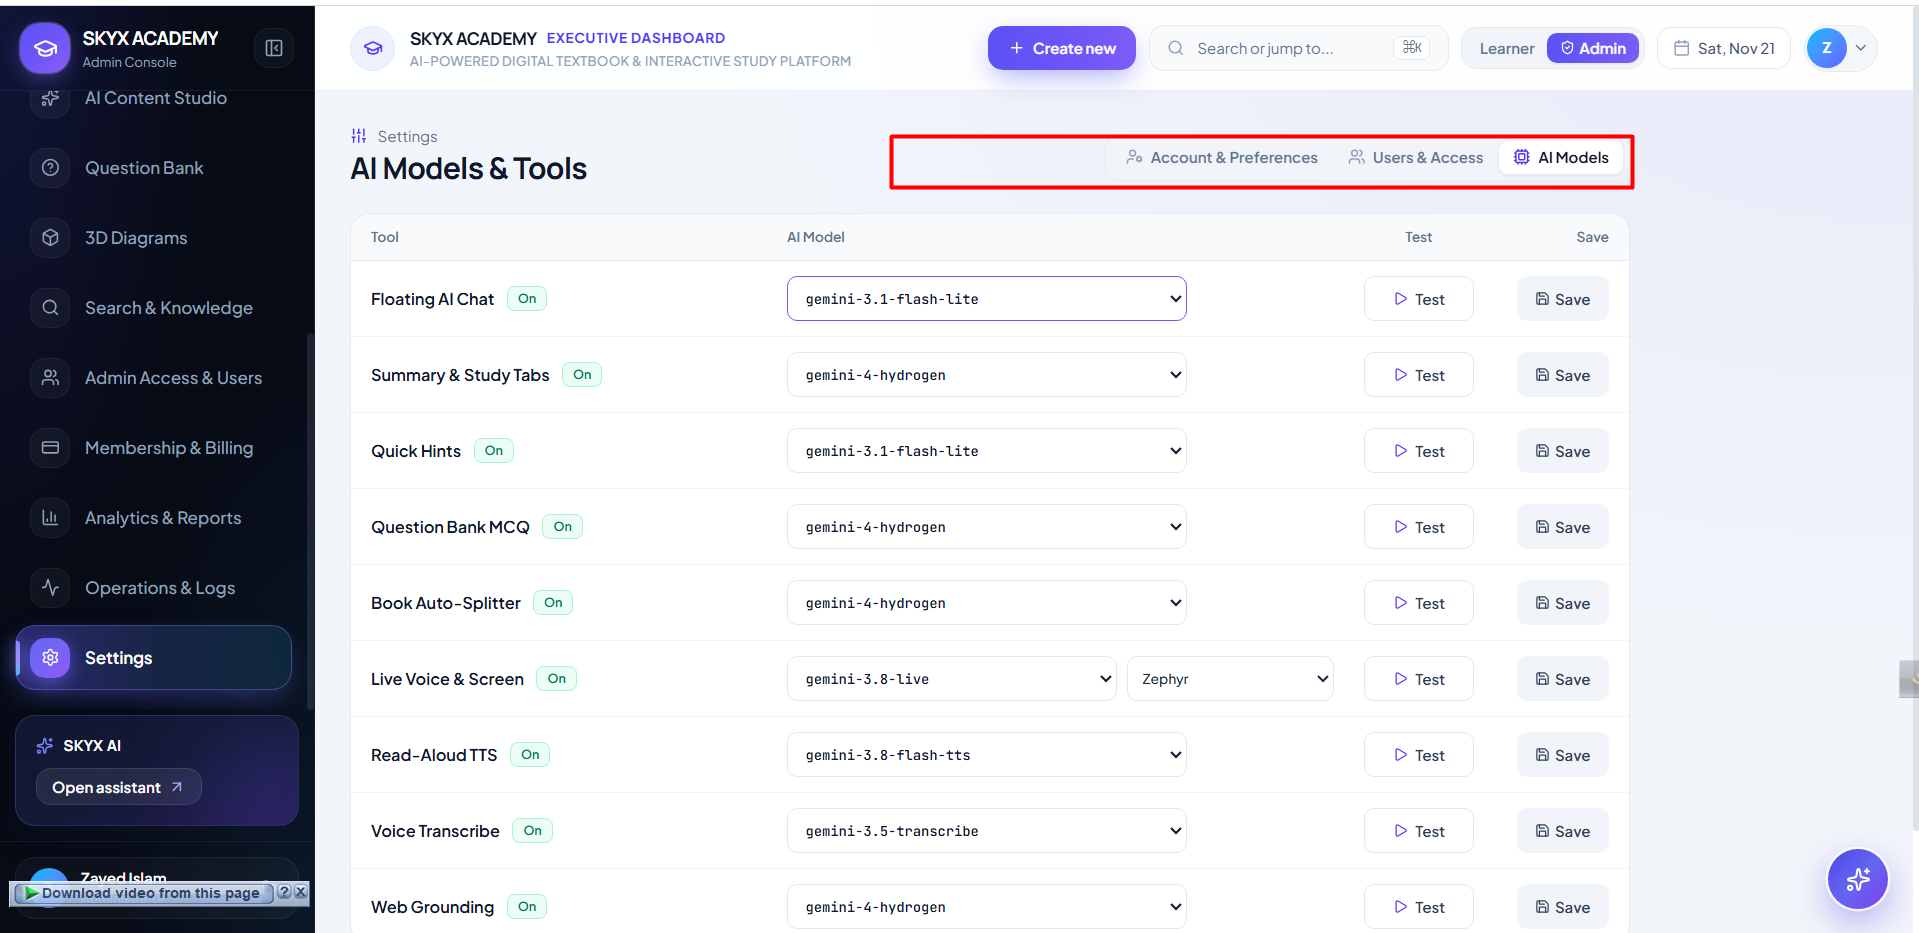 SKYX ACADEMY
Admin Console
AI Content Studio
Question Bank
3D Diagrams
Search & Knowledge
Admin Access & Users
Membership & Billing
Analytics & Reports
Operations & Logs
Settings
SKYX AI
Open assistant
Zayed Islam
Download video from this page ? X
SKYX ACADEMY EXECUTIVE DASHBOARD
AI-POWERED DIGITAL TEXTBOOK & INTERACTIVE STUDY PLATFORM
+ Create new
Search or jump to... ⌘K
Learner Admin
Sat, Nov 21
Z
Settings
AI Models & Tools
Account & Preferences Users & Access AI Models
Tool AI Model Test Save
Floating AI Chat On gemini-3.1-flash-lite Test Save
Summary & Study Tabs On gemini-4-hydrogen Test Save
Quick Hints On gemini-3.1-flash-lite Test Save
Question Bank MCQ On gemini-4-hydrogen Test Save
Book Auto-Splitter On gemini-4-hydrogen Test Save
Live Voice & Screen On gemini-3.8-live Zephyr Test Save
Read-Aloud TTS On gemini-3.8-flash-tts Test Save
Voice Transcribe On gemini-3.5-transcribe Test Save
Web Grounding On gemini-4-hydrogen Test Save